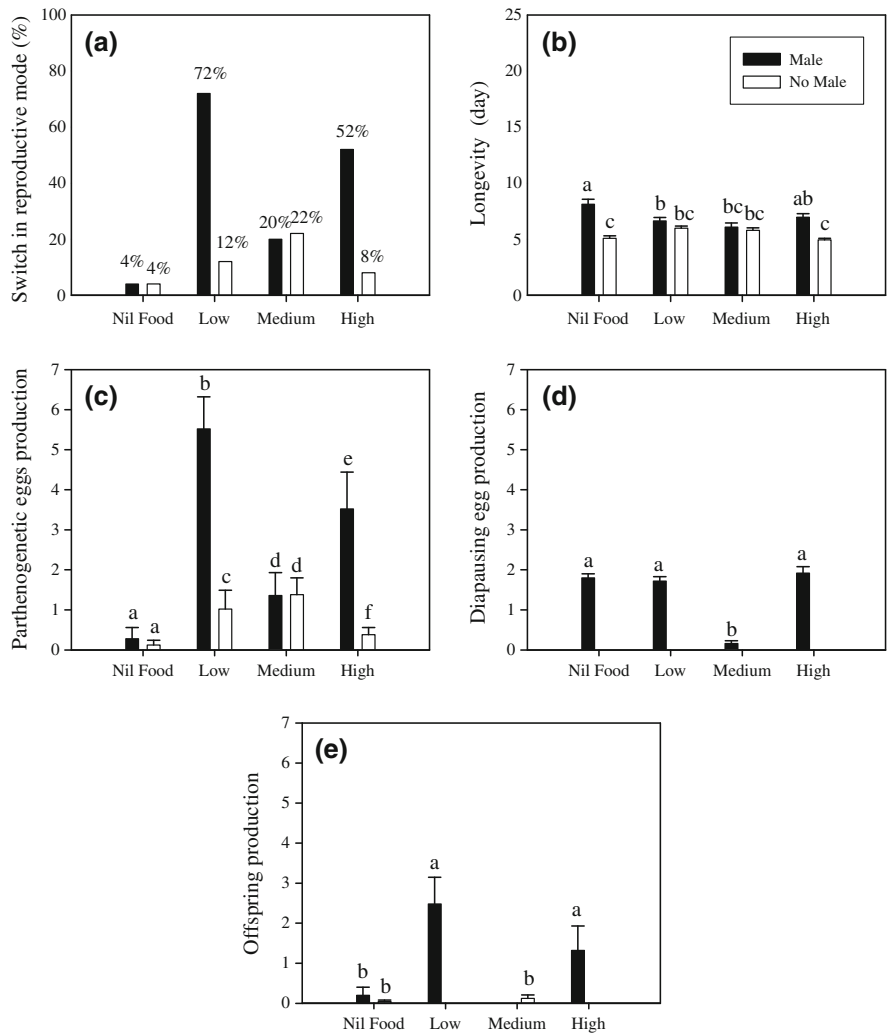 Switch in reproductive mode (%)
100
80
60
40
20
0
(a)
4%
4%
72%
12%
20%
22%
52%
8%
Nil Food
Low
Medium
High
Longevity (day)
25
20
15
10
5
0
(b)
Male
No Male
a
c
b
bc
bc
bc
ab
c
Nil Food
Low
Medium
High
Parthenogenetic eggs production
7
6
5
4
3
2
1
0
(c)
a
a
b
c
d
d
e
f
Nil Food
Low
Medium
High
Diapausing egg production
7
6
5
4
3
2
1
0
(d)
a
a
b
a
Nil Food
Low
Medium
High
Offspring production
7
6
5
4
3
2
1
0
(e)
b
b
a
b
a
Nil Food
Low
Medium
High